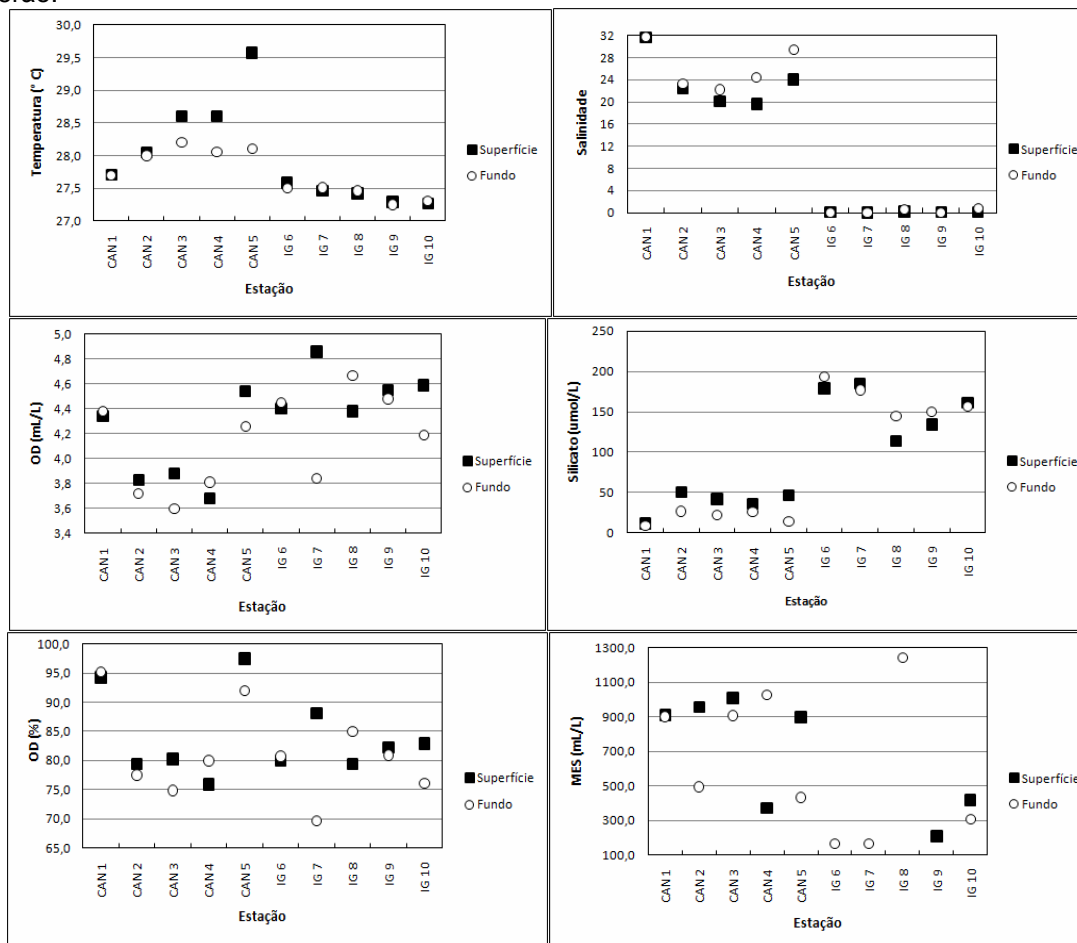 30,0
29,5
29,0
28,5
28,0
27,5
27,0
Temperatura (° C)
CAN 1
CAN 2
CAN 3
CAN 4
CAN 5
IG 6
IG 7
IG 8
IG 9
IG 10
Estação
Superfície
Fundo
32
28
24
20
16
12
8
4
0
Salinidade
CAN 1
CAN 2
CAN 3
CAN 4
CAN 5
IG 6
IG 7
IG 8
IG 9
IG 10
Estação
Superfície
Fundo
5,0
4,8
4,6
4,4
4,2
4,0
3,8
3,6
3,4
OD (mL/L)
CAN 1
CAN 2
CAN 3
CAN 4
CAN 5
IG 6
IG 7
IG 8
IG 9
IG 10
Estação
Superfície
Fundo
250
200
150
100
50
0
Silicato (umol/L)
CAN 1
CAN 2
CAN 3
CAN 4
CAN 5
IG 6
IG 7
IG 8
IG 9
IG 10
Estação
Superfície
Fundo
100,0
95,0
90,0
85,0
80,0
75,0
70,0
65,0
OD (%)
CAN 1
CAN 2
CAN 3
CAN 4
CAN 5
IG 6
IG 7
IG 8
IG 9
IG 10
Estação
Superfície
Fundo
1300,0
1100,0
900,0
700,0
500,0
300,0
100,0
MES (mL/L)
CAN 1
CAN 2
CAN 3
CAN 4
CAN 5
IG 6
IG 7
IG 8
IG 9
IG 10
Estação
Superfície
Fundo